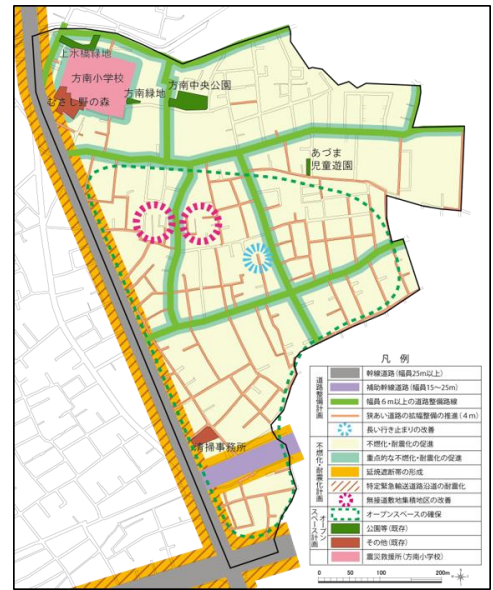 上水橋緑地
方南小学校
むさし野の森
方南緑地
方南中央公園
あづま
児童遊園
清掃事務所
凡 例
道路整備計画
幹線道路(幅員25m以上)
補助幹線道路(幅員15～25m)
幅員6m以上の道路整備路線
狭あい道路の拡幅整備の推進(4m)
長い行き止まりの改善
不燃化・耐震化計画
不燃化・耐震化の促進
重点的な不燃化・耐震化の促進
延焼遮断帯の形成
特定緊急輸送道路沿道の耐震化
無接道敷地集積地区の改善
オープンスペース計画
オープンスペースの確保
公園等(既存)
その他(既存)
震災救援所(方南小学校)
0 50 100 200m